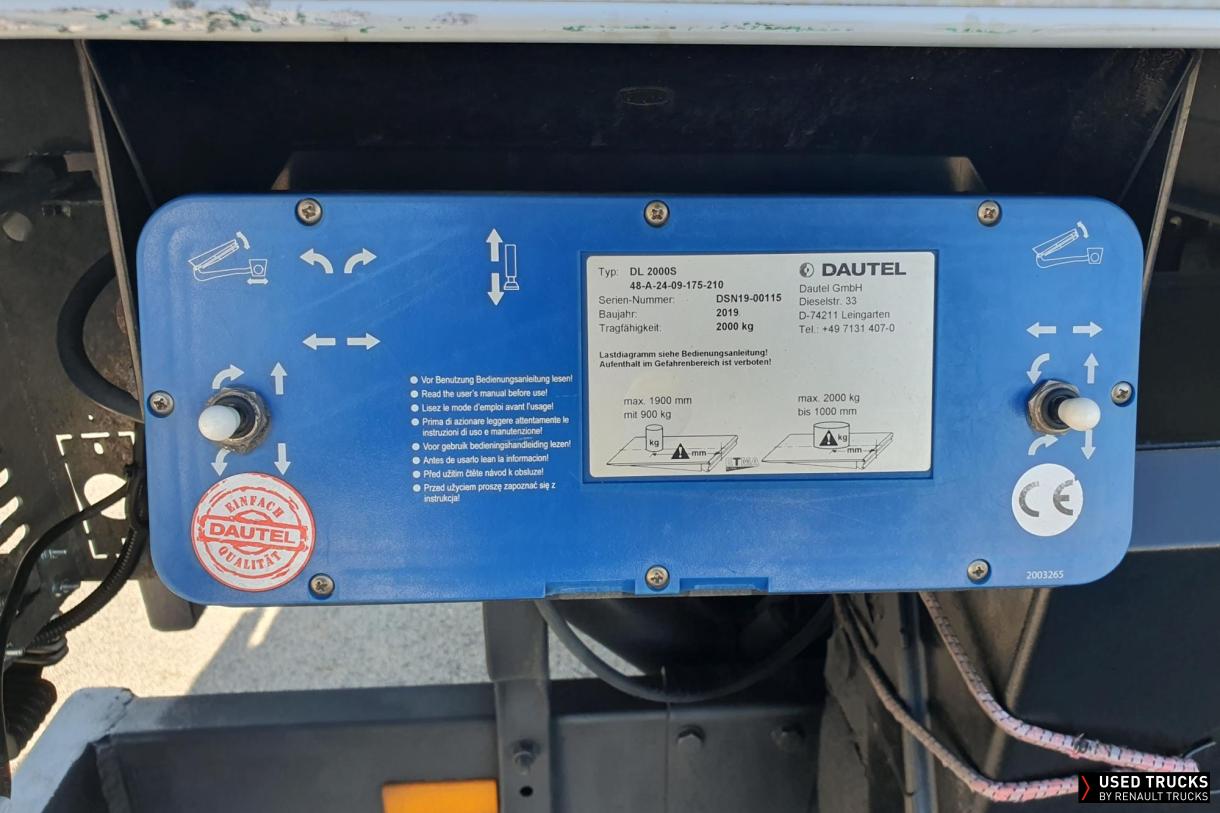 Typ: DL 2000S
48-A-24-09-175-210
Serien-Nummer: DSN19-00115
Baujahr: 2019
Tragfähigkeit: 2000 kg
DAUTEL
Dautel GmbH
Dieselstr. 33
D-74211 Leingarten
Tel.: +49 7131 407-0
Lastdiagramm siehe Bedienungsanleitung!
Aufenthalt im Gefahrenbereich ist verboten!
max. 1900 mm
mit 900 kg
max. 2000 kg
bis 1000 mm
kg
mm
kg
mm
Vor Benutzung Bedienungsanleitung lesen!
Read the user's manual before use!
Lisez le mode d'emploi avant l'usage!
Prima di azionare leggere attentamente le
instruzioni di uso e manutenzione!
Voor gebruik bedieningshandleiding lezen!
Antes de usarlo lean la informacion!
Před užitím čtěte návod k obsluze!
Przed użyciem proszę zapoznać się z
instrukcja!
EINFACH
DAUTEL
QUALITÄT
CE
2003265
USED TRUCKS
BY RENAULT TRUCKS